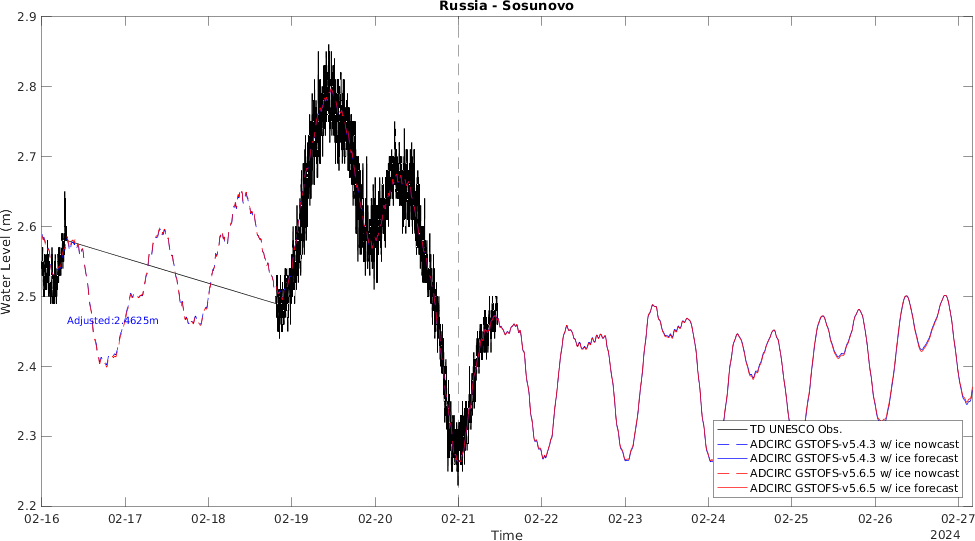 Russia - Sosunovo
2.9
2.8
2.7
2.6
2.5
2.4
2.3
2.2
Water Level (m)
Adjusted:2.4625m
TD UNESCO Obs.
ADCIRC GSTOFS-v5.4.3 w/ ice nowcast
ADCIRC GSTOFS-v5.4.3 w/ ice forecast
ADCIRC GSTOFS-v5.6.5 w/ ice nowcast
ADCIRC GSTOFS-v5.6.5 w/ ice forecast
02-16 02-17 02-18 02-19 02-20 02-21 02-22 02-23 02-24 02-25 02-26 02-27
Time
2024